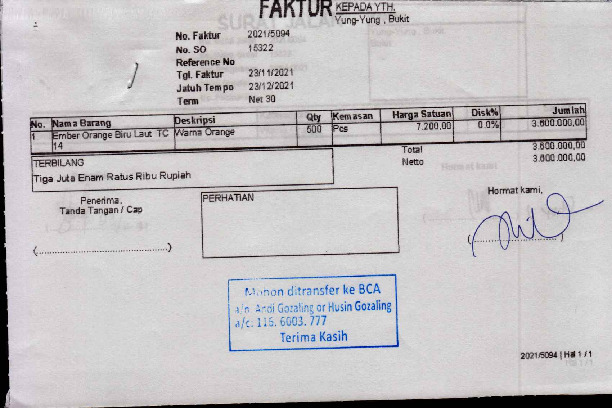 FAKTUR
KEPADA YTH.
Yung-Yung , Bukit
No. Faktur 2021/5094
No. SO 15322
Reference No
Tgl. Faktur 23/11/2021
Jatuh Tempo 23/12/2021
Term Net 30
No. Nama Barang Deskripsi Qty Kemasan Harga Satuan Disk% Jumlah
1 Ember Orange Biru Laut TC Warna Orange 500 Pcs 7.200,00 0.0% 3.600.000,00
14
Total 3.600.000,00
Netto 3.600.000,00
TERBILANG
Tiga Juta Enam Ratus Ribu Rupiah
Penerima,
Tanda Tangan / Cap
(........................................)
PERHATIAN
Hormat kami,
Mohon ditransfer ke BCA
a/n. Andi Gozaling or Husin Gozaling
a/c: 116. 6003. 777
Terima Kasih
2021/5094 | Hal 1 / 1